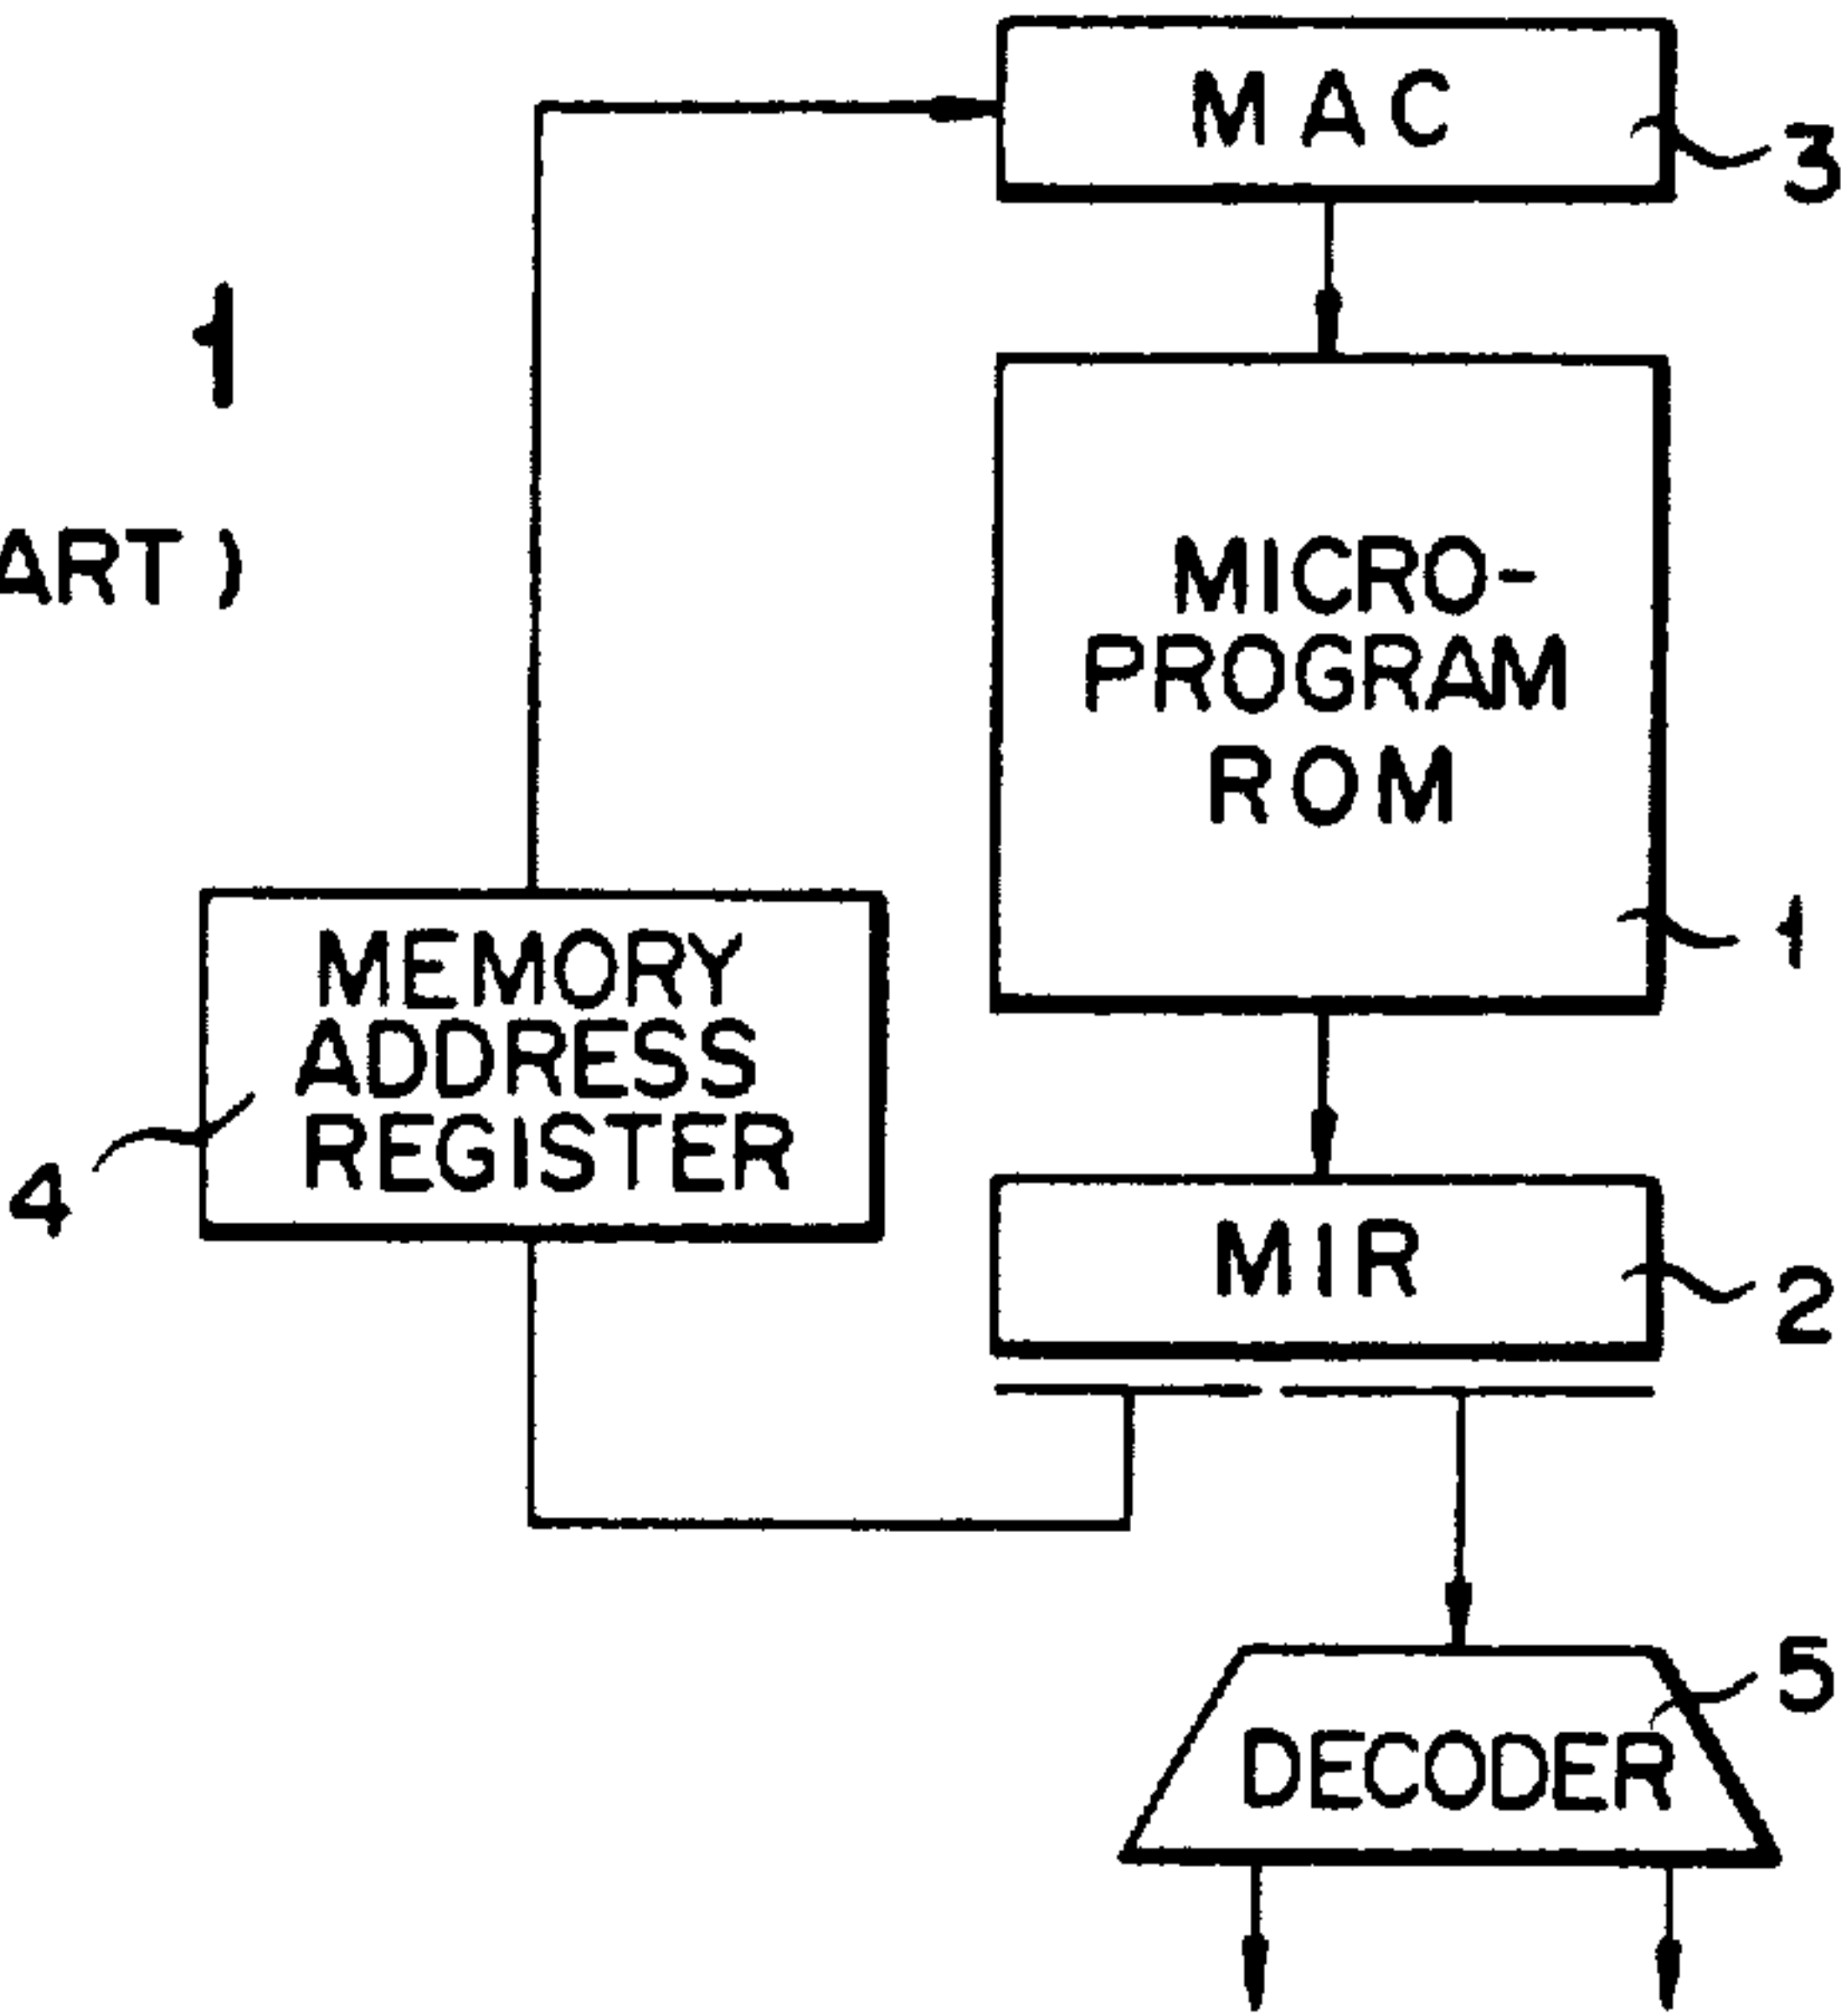 MAC
3
1
ART )
MICRO-
PROGRAM
ROM
1
MEMORY
ADDRESS
REGISTER
4
MIR
2
5
DECODER